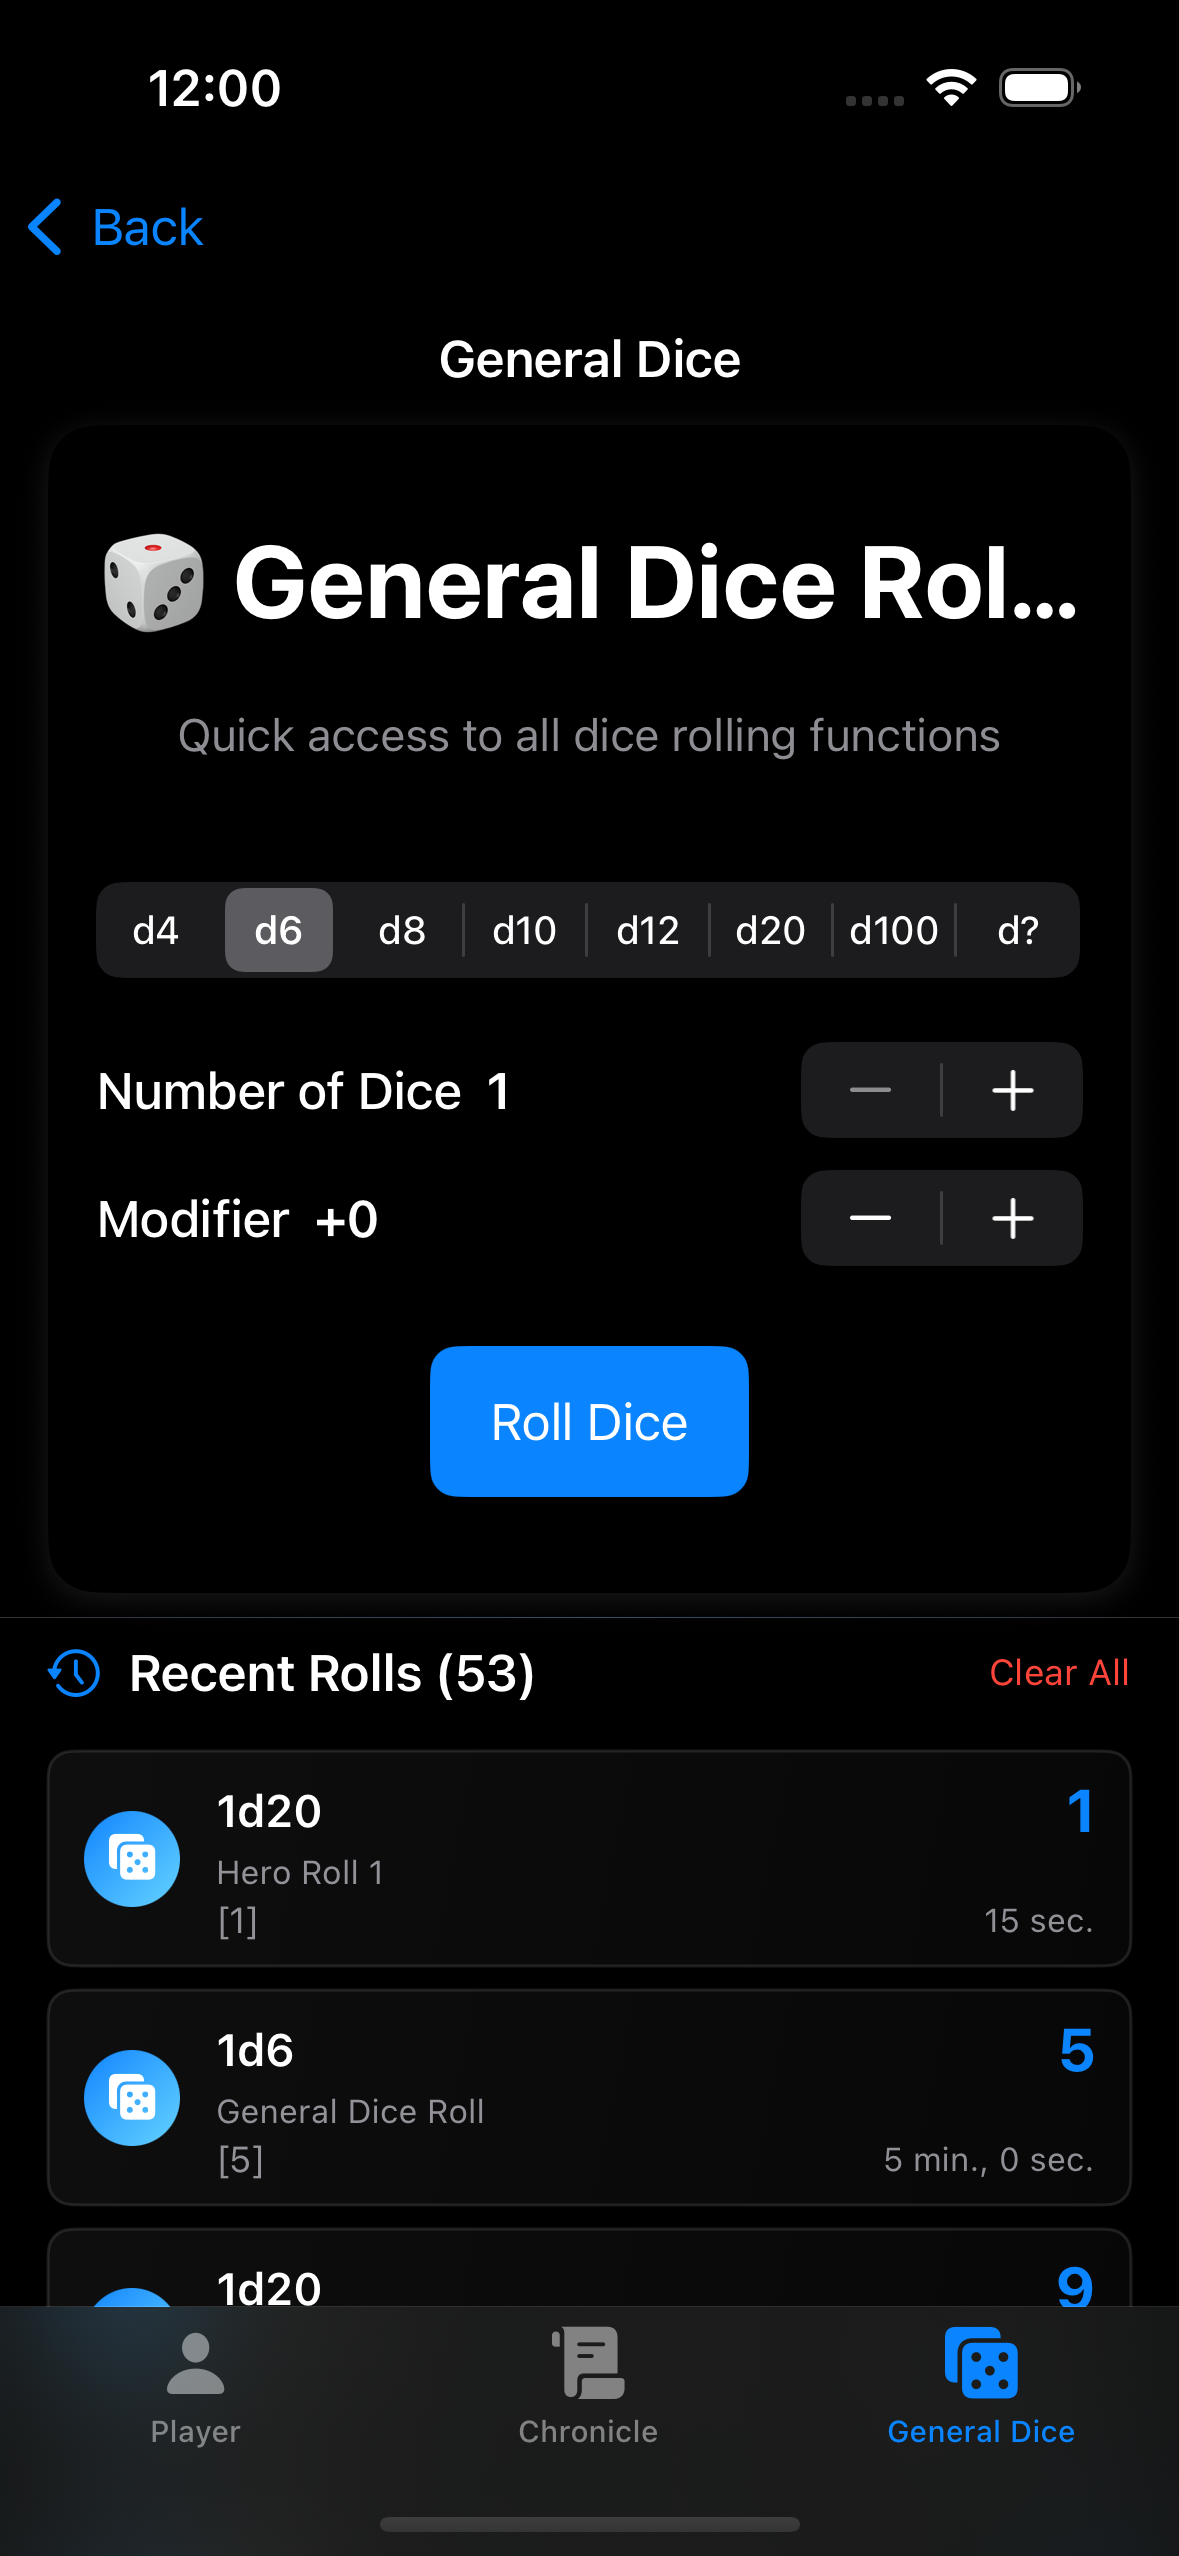 12:00
Back
General Dice
General Dice Rol...
Quick access to all dice rolling functions
d4 d6 d8 d10 d12 d20 d100 d?
Number of Dice 1
Modifier +0
Roll Dice
Recent Rolls (53) Clear All
1d20 1
Hero Roll 1
[1] 15 sec.
1d6 5
General Dice Roll
[5] 5 min., 0 sec.
1d20 9
Player Chronicle General Dice